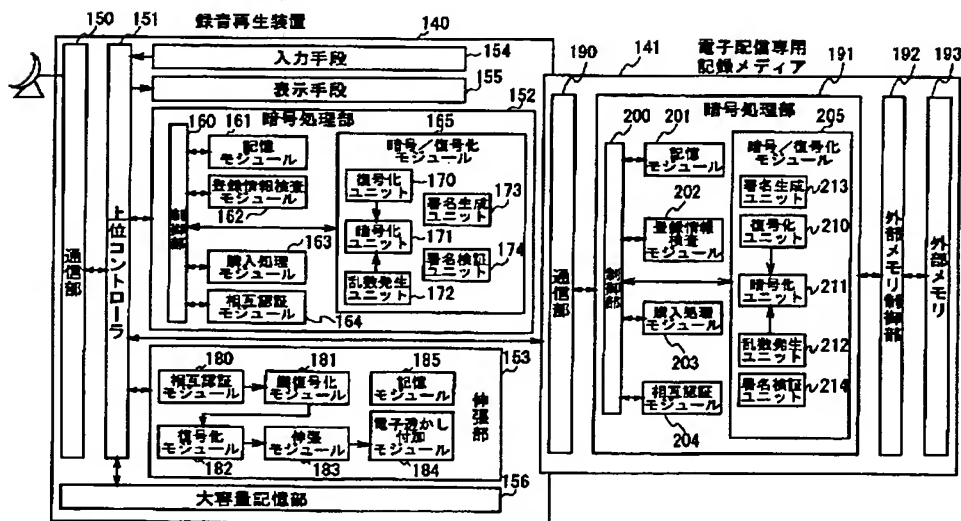 録音再生装置
140
150
151
通信部
上位コントローラ
入力手段
154
表示手段
155
152
暗号処理部
160
制御部
161
記憶
モジュール
登録情報検査
モジュール
162
163
購入処理
モジュール
相互認証
モジュール
164
165
暗号/復号化
モジュール
復号化
ユニット
170
暗号化
ユニット
171
乱数発生
ユニット
172
173
署名生成
ユニット
174
署名検証
ユニット
153
伸張部
180
相互認証
モジュール
181
鍵復号化
モジュール
185
記憶
モジュール
復号化
モジュール
182
伸張
モジュール
183
電子透かし
付加
モジュール
184
156
大容量記憶部
電子配信専用
記録メディア
141
190
通信部
191
暗号処理部
200
制御部
201
記憶
モジュール
202
登録情報
検査
モジュール
購入処理
モジュール
203
相互認証
モジュール
204
205
暗号/復号化
モジュール
署名生成
ユニット
213
復号化
ユニット
210
暗号化
ユニット
211
乱数発生
ユニット
212
署名検証
ユニット
214
192
外部メモリ制御部
193
外部メモリ